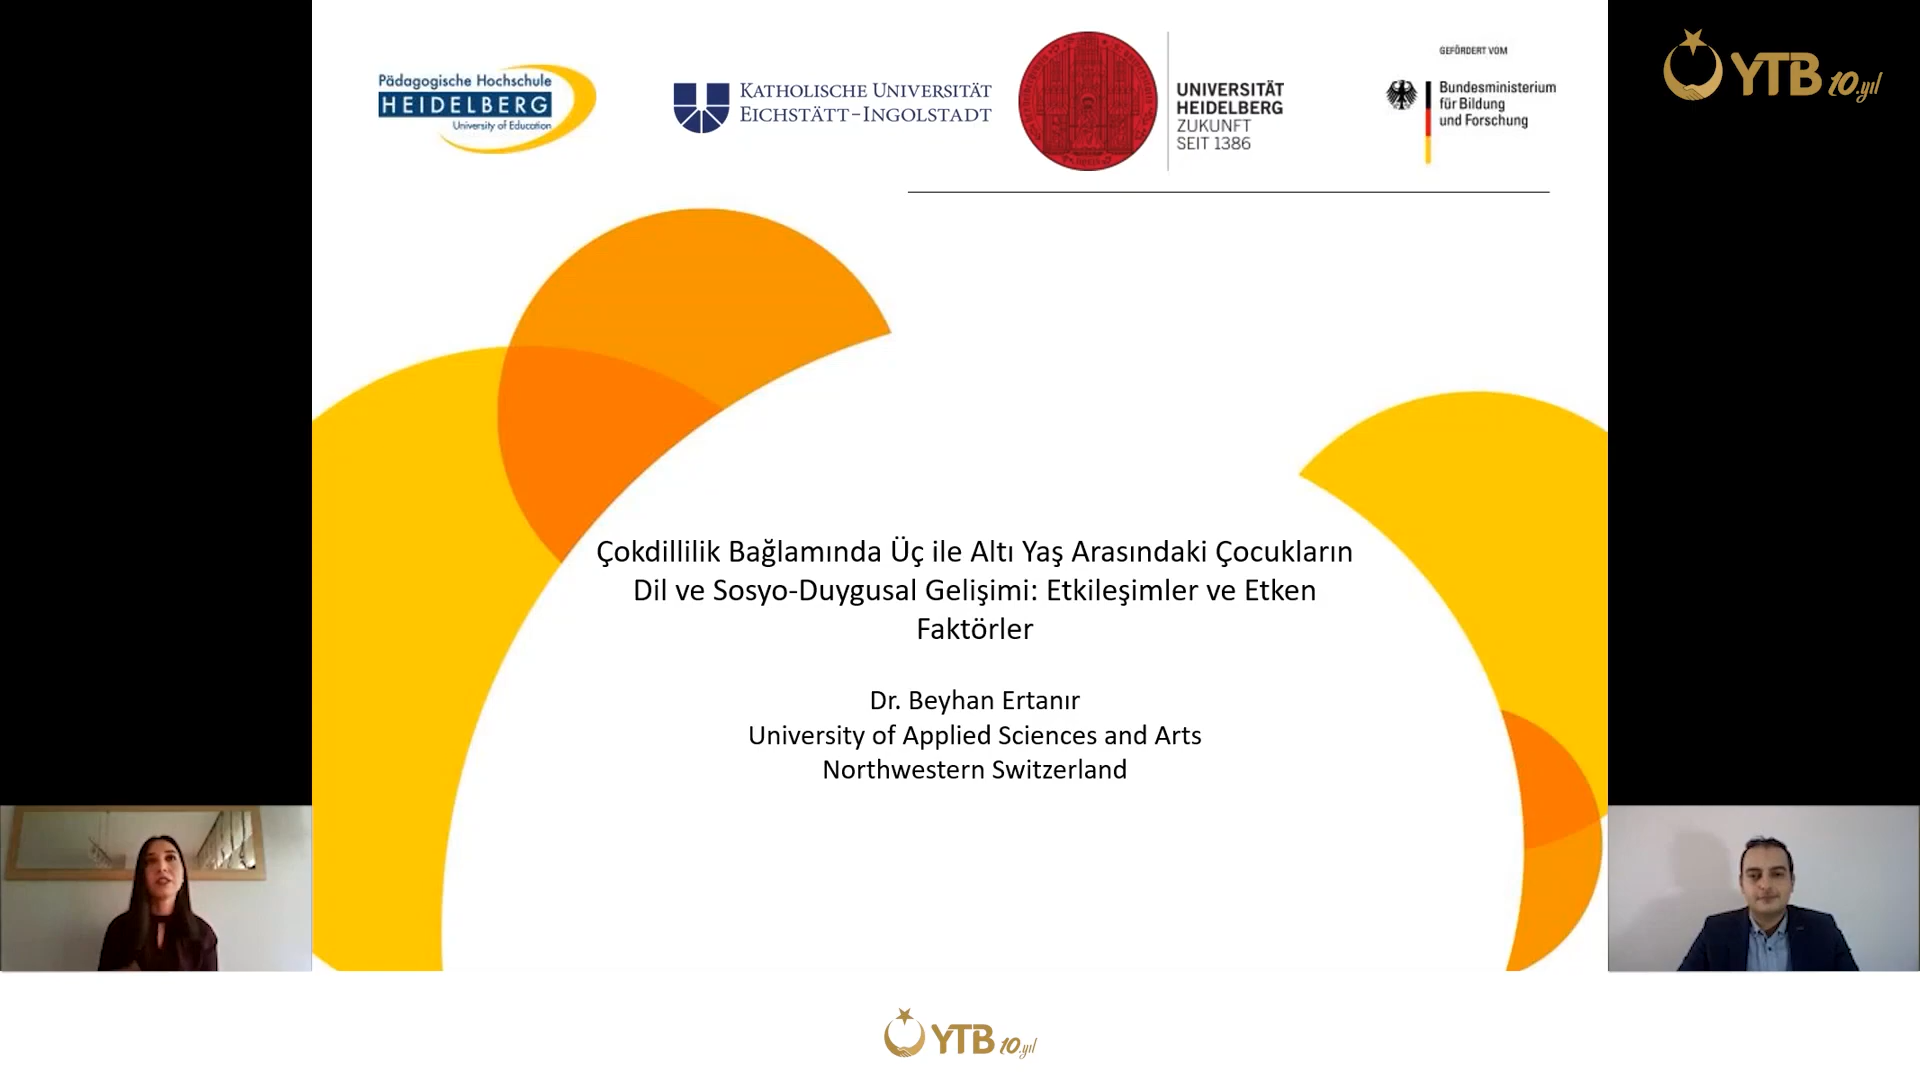 Pädagogische Hochschule
HEIDELBERG
University of Education
KATHOLISCHE UNIVERSITÄT
EICHSTÄTT-INGOLSTADT
UNIVERSITÄT
HEIDELBERG
ZUKUNFT
SEIT 1386
GEFÖRDERT VOM
Bundesministerium
für Bildung
und Forschung
YTB 10.yıl
Çokdillilik Bağlamında Üç ile Altı Yaş Arasındaki Çocukların
Dil ve Sosyo-Duygusal Gelişimi: Etkileşimler ve Etken
Faktörler
Dr. Beyhan Ertanır
University of Applied Sciences and Arts
Northwestern Switzerland
YTB 10.yıl